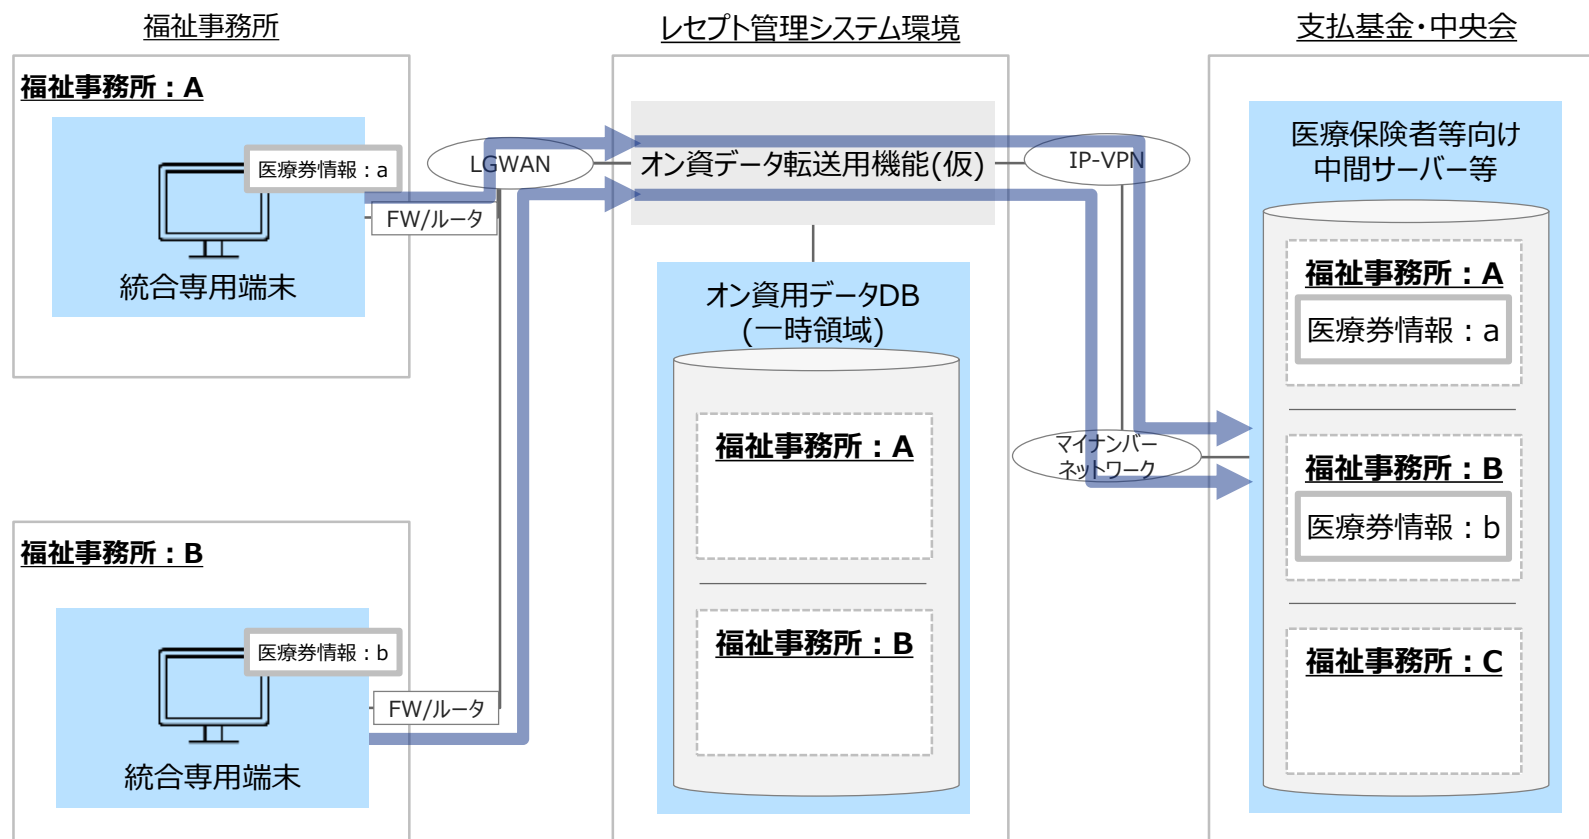 福祉事務所
レセプト管理システム環境
支払基金・中央会
福祉事務所：A
医療券情報：a
統合専用端末
FW/ルータ
LGWAN
オン資データ転送用機能(仮)
IP-VPN
オン資用データDB
(一時領域)
福祉事務所：A
福祉事務所：B
マイナンバー
ネットワーク
医療保険者等向け
中間サーバー等
福祉事務所：A
医療券情報：a
福祉事務所：B
医療券情報：b
福祉事務所：C
福祉事務所：B
医療券情報：b
統合専用端末
FW/ルータ